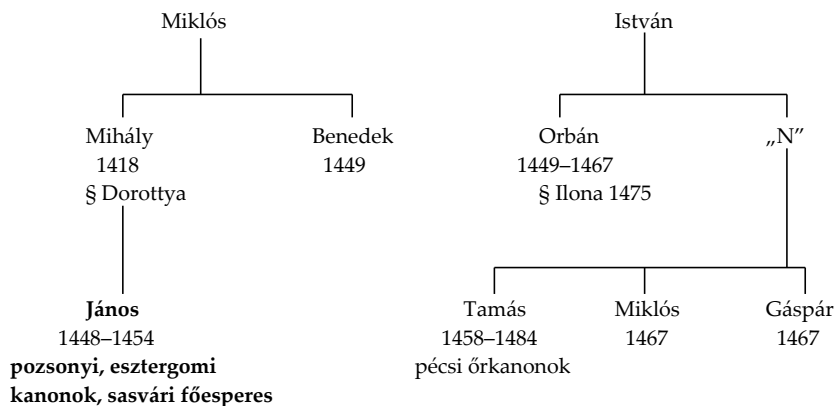 Miklós
István
Mihály
1418
§ Dorottya
Benedek
1449
Orbán
1449–1467
§ Ilona 1475
„N”
János
1448–1454
pozsonyi, esztergomi
kanonok, sasvári főesperes
Tamás
1458–1484
pécsi őrkanonok
Miklós
1467
Gáspár
1467